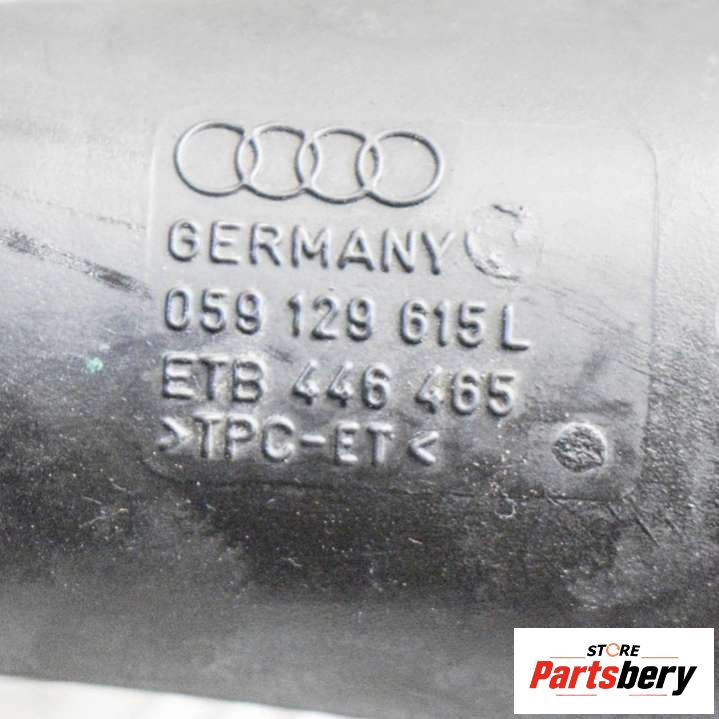 GERMANY
059 129 615 L
ETB 446 465
>TPC-ET<
STORE
Partsbery